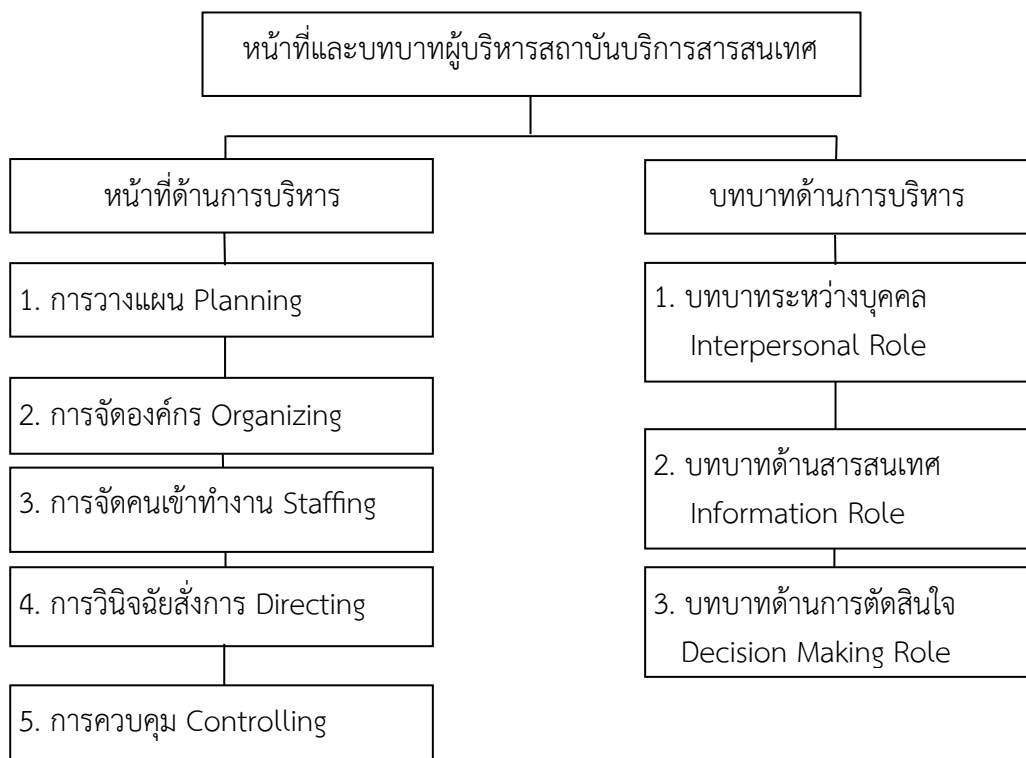 หน้าที่และบทบาทผู้บริหารสถาบันบริการสารสนเทศ
หน้าที่ด้านการบริหาร
1. การวางแผน Planning
2. การจัดองค์กร Organizing
3. การจัดคนเข้าทำงาน Staffing
4. การวินิจฉัยสั่งการ Directing
5. การควบคุม Controlling
บทบาทด้านการบริหาร
1. บทบาทระหว่างบุคคล
Interpersonal Role
2. บทบาทด้านสารสนเทศ
Information Role
3. บทบาทด้านการตัดสินใจ
Decision Making Role